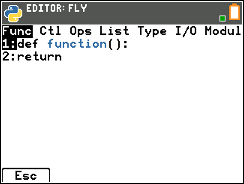 EDITOR: FLY
Func Ctl Ops List Type I/O Modul
1:def function():
2:return
Esc